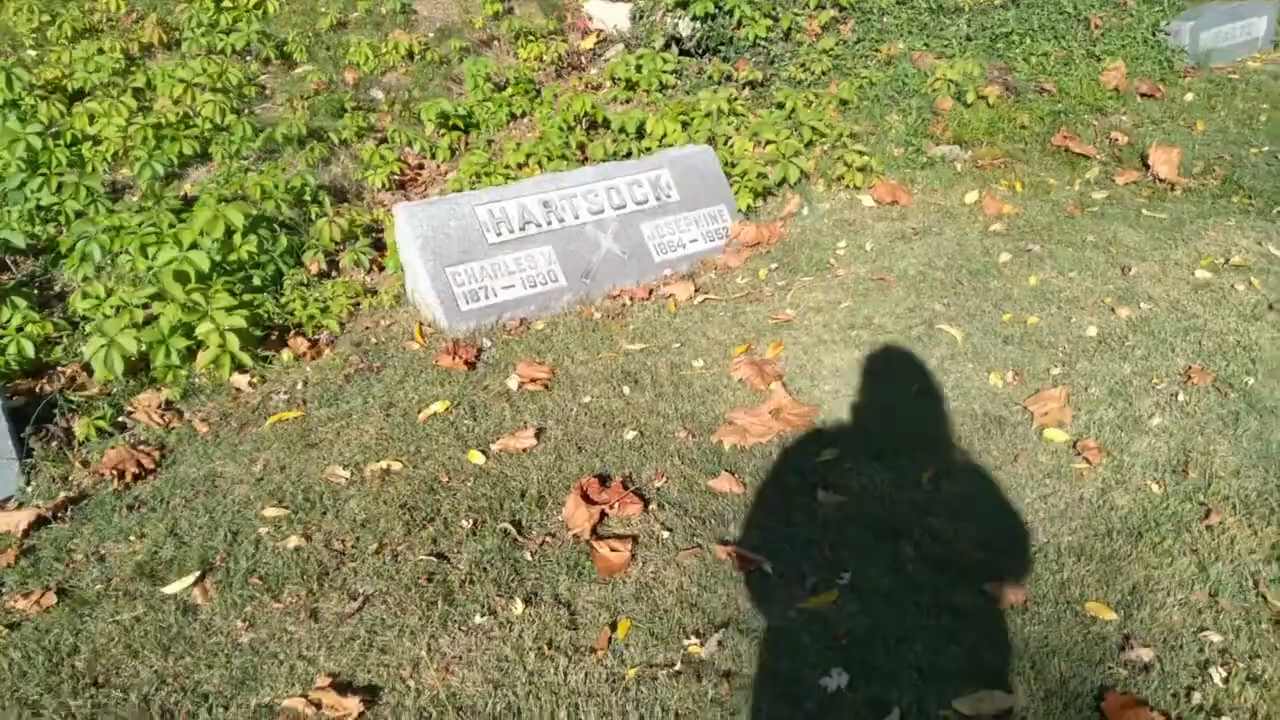 HARTSOCK
CHARLES V.
1871-1930
JOSEPHINE
1864-1952